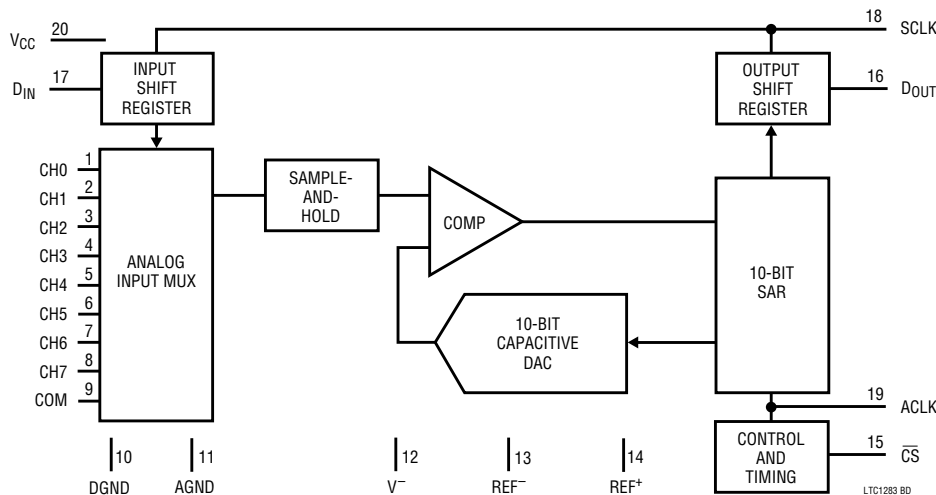 20
VCC
18
SCLK
17
DIN
INPUT
SHIFT
REGISTER
OUTPUT
SHIFT
REGISTER
16
DOUT
CH0 1
CH1 2
CH2 3
CH3 4
CH4 5
CH5 6
CH6 7
CH7 8
COM 9
ANALOG
INPUT MUX
SAMPLE-
AND-
HOLD
COMP
10-BIT
CAPACITIVE
DAC
10-BIT
SAR
19
ACLK
CONTROL
AND
TIMING
15
C̅S̅
10
DGND
11
AGND
12
V⁻
13
REF⁻
14
REF⁺
LTC1283 BD